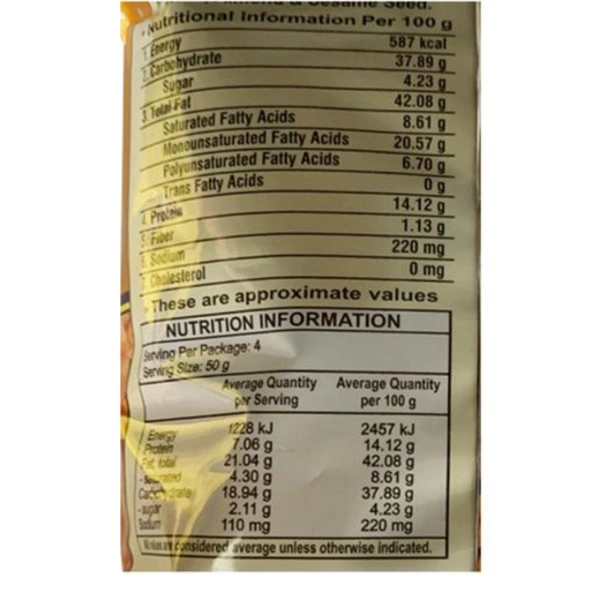 & Sesame Seed.
* Nutritional Information Per 100 g
1. Energy 587 kcal
2. Carbohydrate 37.89 g
Sugar 4.23 g
3. Total Fat 42.08 g
Saturated Fatty Acids 8.61 g
Monounsaturated Fatty Acids 20.57 g
Polyunsaturated Fatty Acids 6.70 g
Trans Fatty Acids 0 g
4. Protein 14.12 g
5. Fiber 1.13 g
6. Sodium 220 mg
7. Cholesterol 0 mg
* These are approximate values
NUTRITION INFORMATION
Serving Per Package: 4
Serving Size: 50 g
Average Quantity Average Quantity
per Serving per 100 g
Energy 1228 kJ 2457 kJ
Protein 7.06 g 14.12 g
Fat, total 21.04 g 42.08 g
- saturated 4.30 g 8.61 g
Carbohydrate 18.94 g 37.89 g
- sugar 2.11 g 4.23 g
Sodium 110 mg 220 mg
All values are considered average unless otherwise indicated.